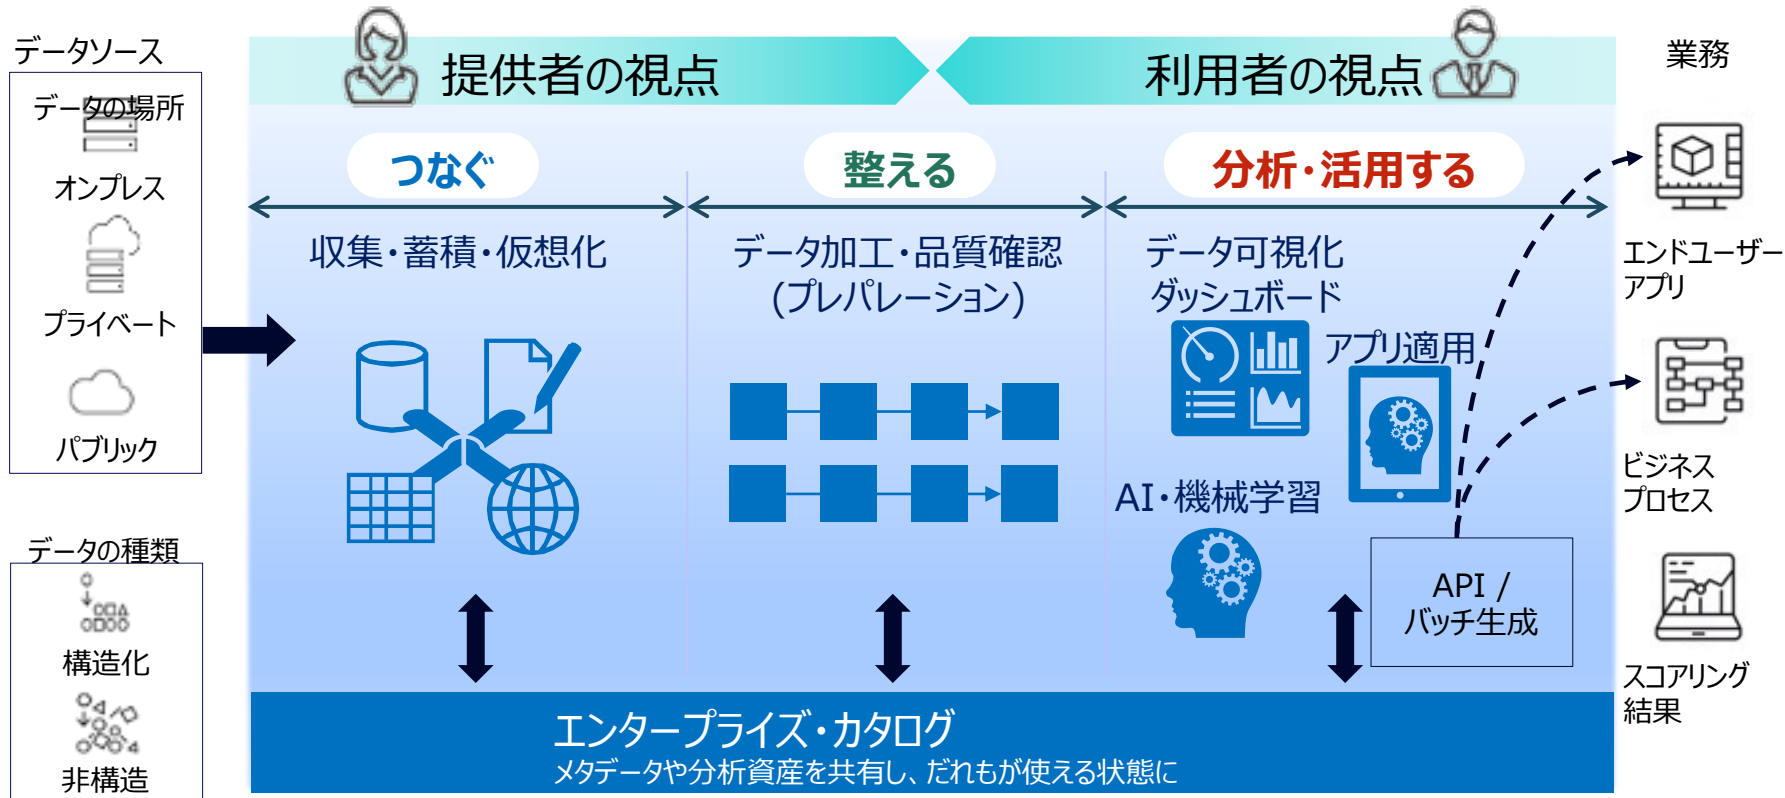 データソース
データの場所
オンプレス
プライベート
パブリック
データの種類
構造化
非構造
提供者の視点
利用者の視点
つなぐ
整える
分析・活用する
収集・蓄積・仮想化
データ加工・品質確認
(プレパレーション)
データ可視化
ダッシュボード
アプリ適用
AI・機械学習
API /
バッチ生成
エンタープライズ・カタログ
メタデータや分析資産を共有し、だれもが使える状態に
業務
エンドユーザー
アプリ
ビジネス
プロセス
スコアリング
結果